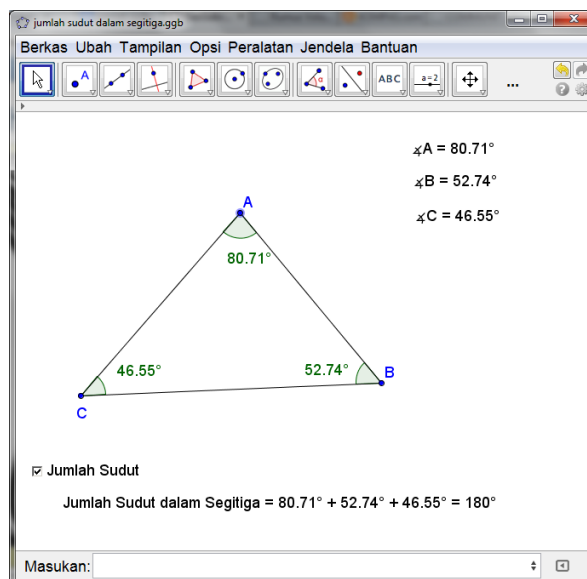 jumlah sudut dalam segitiga.ggb
Berkas Ubah Tampilan Opsi Peralatan Jendela Bantuan
A ABC a=2 ...
∡A = 80.71°
∡B = 52.74°
∡C = 46.55°
A
80.71°
46.55°
52.74°
B
C
Jumlah Sudut
Jumlah Sudut dalam Segitiga = 80.71° + 52.74° + 46.55° = 180°
Masukan: